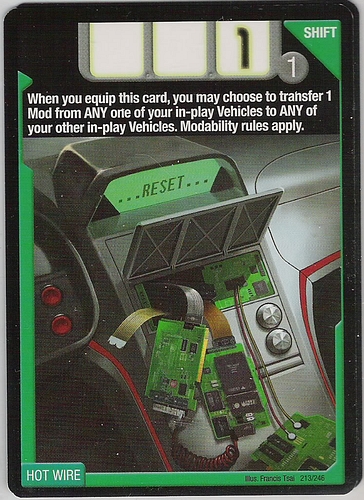 SHIFT
1
1
When you equip this card, you may choose to transfer 1
Mod from ANY one of your in-play Vehicles to ANY of
your other in-play Vehicles. Modability rules apply.
...RESET...
HOT WIRE
Illus. Francis Tsai 213/246